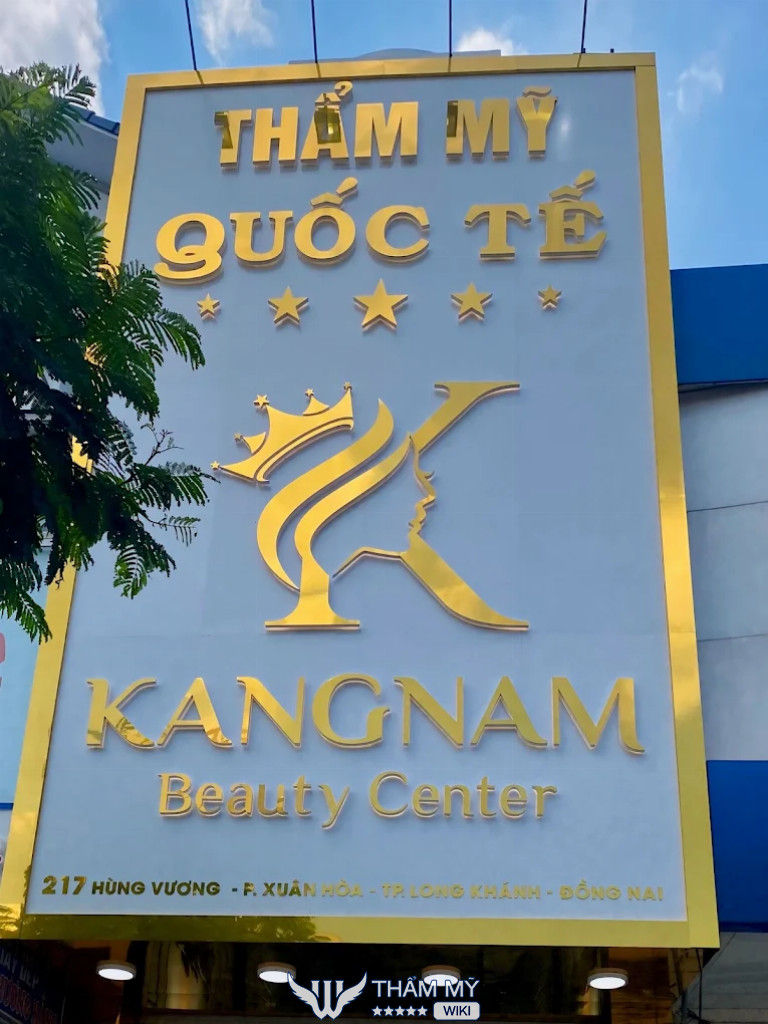 THẨM MỸ
QUỐC TẾ
K
KANGNAM
Beauty Center
217 HÙNG VƯƠNG - P. XUÂN HÒA - TP. LONG KHÁNH - ĐỒNG NAI
THẨM MỸ
WIKI